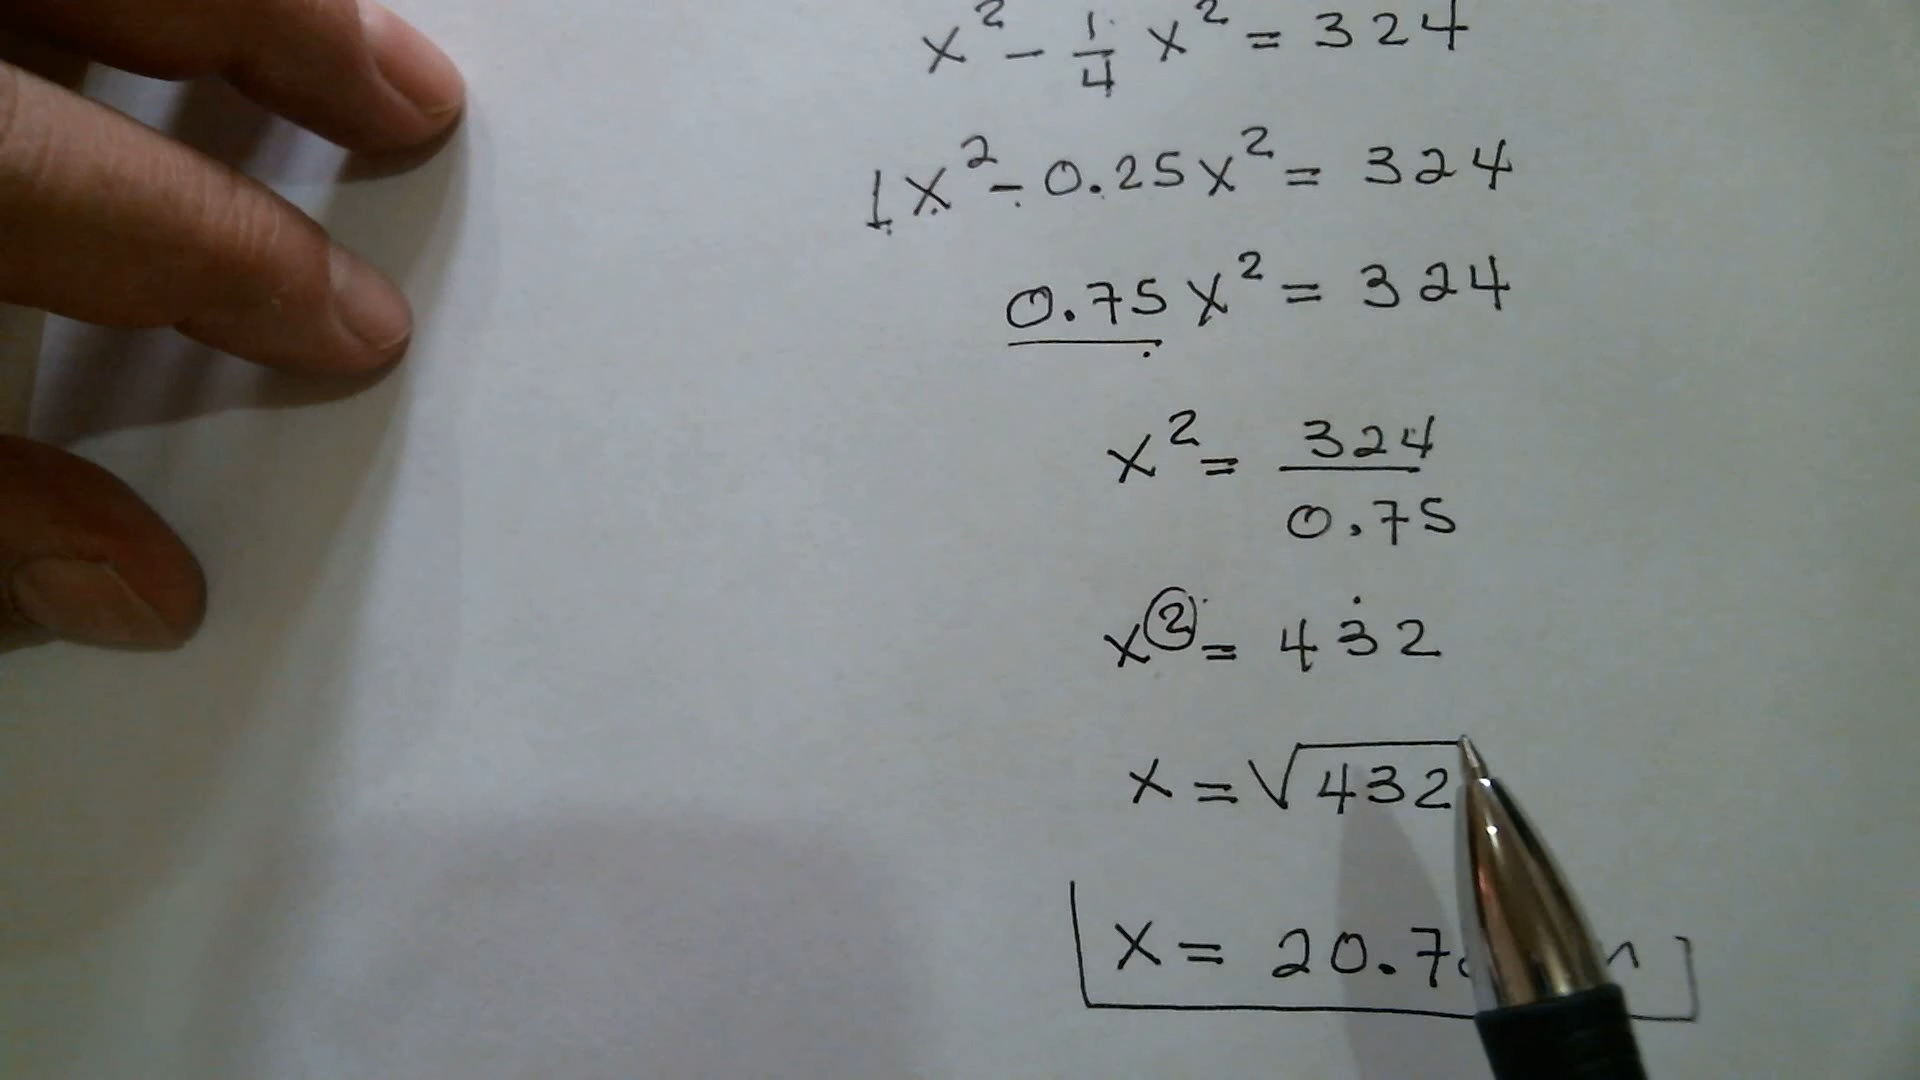 x² - 1/4 x² = 324
1x² - 0.25x² = 324
0.75x² = 324
x² = 324/0.75
x² = 432
x = √432
x = 20.7